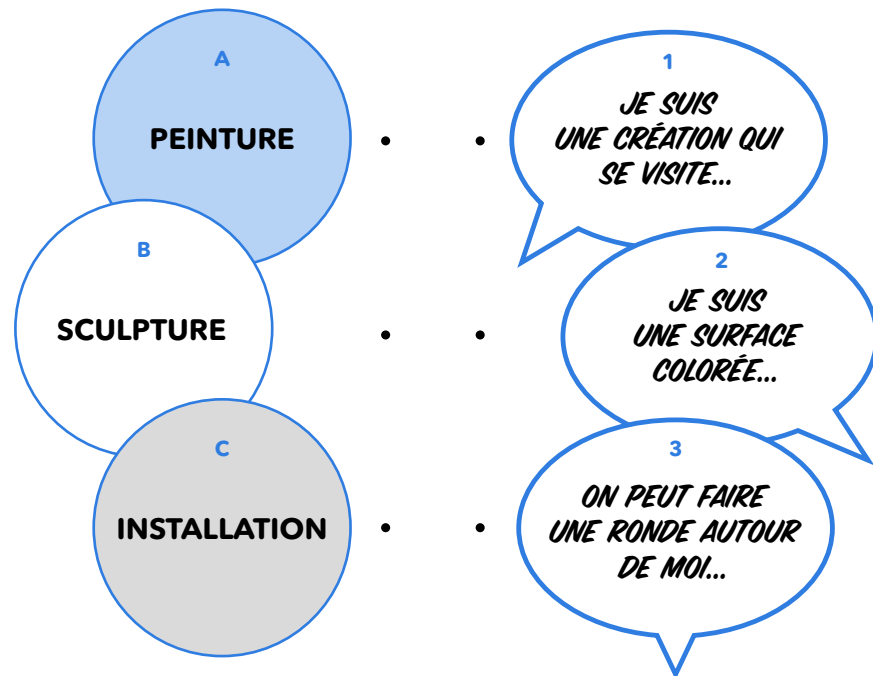 A
PEINTURE
B
SCULPTURE
C
INSTALLATION
1
JE SUIS
UNE CRÉATION QUI
SE VISITE...
2
JE SUIS
UNE SURFACE
COLORÉE...
3
ON PEUT FAIRE
UNE RONDE AUTOUR
DE MOI...